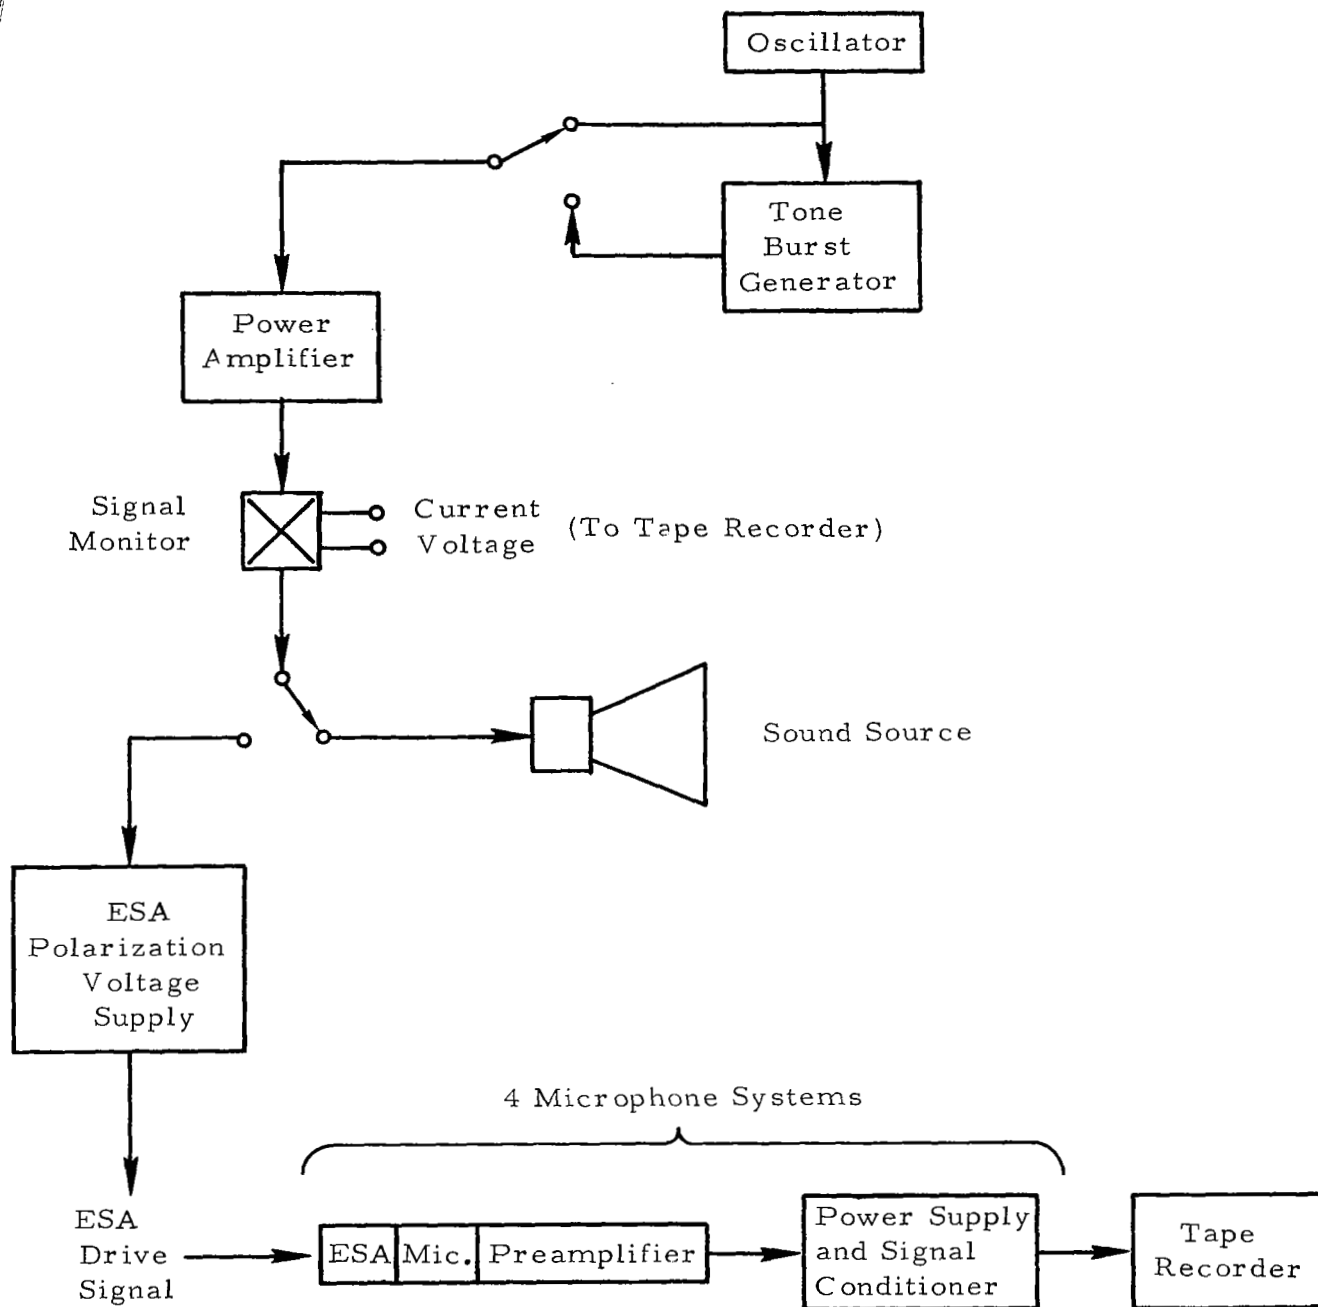 Oscillator
Tone
Burst
Generator
Power
Amplifier
Signal
Monitor
Current
Voltage
(To Tape Recorder)
Sound Source
ESA
Polarization
Voltage
Supply
4 Microphone Systems
ESA
Drive
Signal
ESA
Mic.
Preamplifier
Power Supply
and Signal
Conditioner
Tape
Recorder